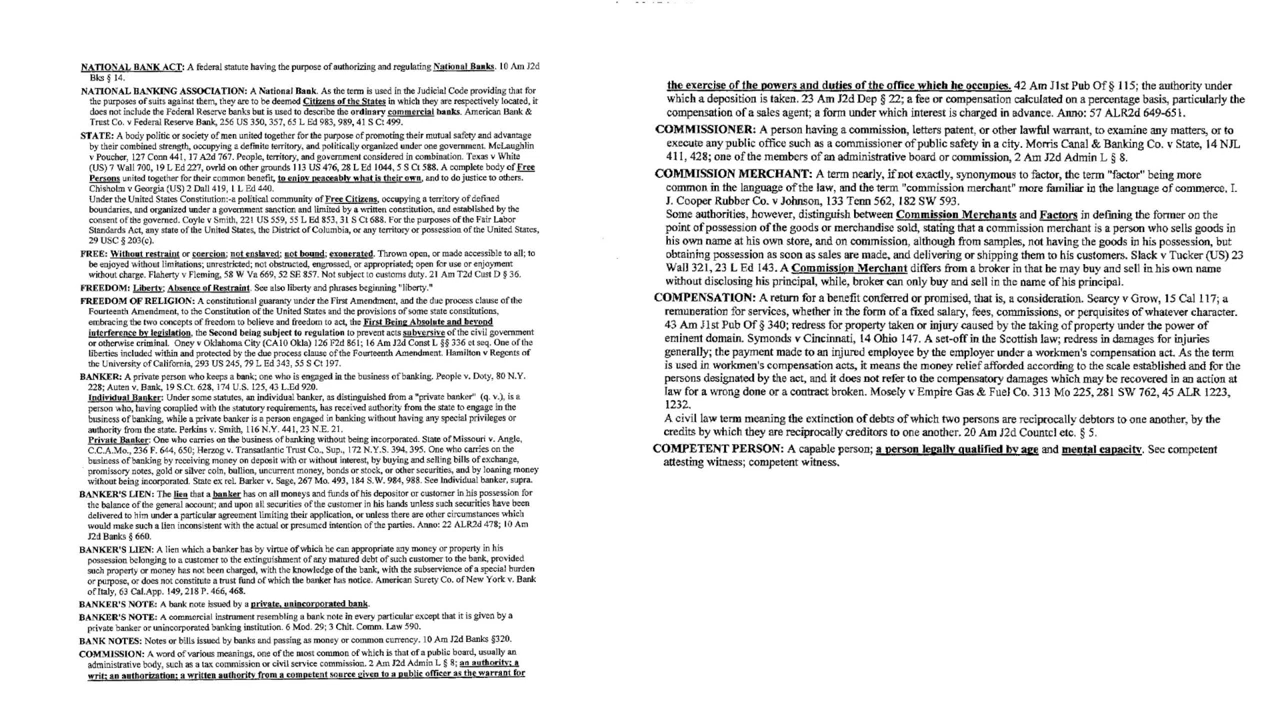 NATIONAL BANK ACT: A federal statute having the purpose of authorizing and regulating National Banks. 10 Am J2d
Bks § 14.
NATIONAL BANKING ASSOCIATION: A National Bank. As the term is used in the Judicial Code providing that for
the purposes of suits against them, they are to be deemed Citizens of the States in which they are respectively located, it
does not include the Federal Reserve banks but is used to describe the ordinary commercial banks. American Bank &
Trust Co. v Federal Reserve Bank, 256 US 350, 357, 65 L Ed 983, 989, 41 S Ct 499.
STATE: A body politic or society of men united together for the purpose of promoting their mutual safety and advantage
by their combined strength, occupying a definite territory, and politically organized under one government. McLaughlin
v Poucher, 127 Conn 441, 17 A2d 767. People, territory, and government considered in combination. Texas v White
(US) 7 Wall 700, 19 L Ed 227, ovrld on other grounds 113 US 476, 28 L Ed 1044, 5 S Ct 588. A complete body of Free
Persons united together for their common benefit, to enjoy peaceably what is their own, and to do justice to others.
Chisholm v Georgia (US) 2 Dall 419, 1 L Ed 440.
Under the United States Constitution:-a political community of Free Citizens, occupying a territory of defined
boundaries, and organized under a government sanction and limited by a written constitution, and established by the
consent of the governed. Coyle v Smith, 221 US 559, 55 L Ed 853, 31 S Ct 688. For the purposes of the Fair Labor
Standards Act, any state of the United States, the District of Columbia, or any territory or possession of the United States,
29 USC § 203(c).
FREE: Without restraint or coercion; not enslaved; not bound; exonerated. Thrown open, or made accessible to all; to
be enjoyed without limitations; unrestricted; not obstructed, engrossed, or appropriated; open for use or enjoyment
without charge. Flaherty v Fleming, 58 W Va 669, 52 SE 857. Not subject to customs duty. 21 Am T2d Cust D § 36.
FREEDOM: Liberty; Absence of Restraint. See also liberty and phrases beginning "liberty."
FREEDOM OF RELIGION: A constitutional guaranty under the First Amendment, and the due process clause of the
Fourteenth Amendment, to the Constitution of the United States and the provisions of some state constitutions,
embracing the two concepts of freedom to believe and freedom to act, the First Being Absolute and beyond
interference by legislation, the Second being subject to regulation to prevent acts subversive of the civil government
or otherwise criminal. Oney v Oklahoma City (CA10 Okla) 126 F2d 861; 16 Am J2d Const L §§ 336 et seq. One of the
liberties included within and protected by the due process clause of the Fourteenth Amendment. Hamilton v Regents of
the University of California, 293 US 245, 79 L Ed 343, 55 S Ct 197.
BANKER: A private person who keeps a bank; one who is engaged in the business of banking. People v. Doty, 80 N.Y.
228; Auten v. Bank, 19 S.Ct. 628, 174 U.S. 125, 43 L.Ed 920.
Individual Banker: Under some statutes, an individual banker, as distinguished from a "private banker" (q. v.), is a
person who, having complied with the statutory requirements, has received authority from the state to engage in the
business of banking, while a private banker is a person engaged in banking without having any special privileges or
authority from the state. Perkins v. Smith, 116 N.Y. 441, 23 N.E. 21.
Private Banker: One who carries on the business of banking without being incorporated. State of Missouri v. Angle,
C.C.A.Mo., 236 F. 644, 650; Herzog v. Transatlantic Trust Co., Sup., 172 N.Y.S. 394, 395. One who carries on the
business of banking by receiving money on deposit with or without interest, by buying and selling bills of exchange,
promissory notes, gold or silver coin, bullion, uncurrent money, bonds or stock, or other securities, and by loaning money
without being incorporated. State ex rel. Barker v. Sage, 267 Mo. 493, 184 S.W. 984, 988. See Individual banker, supra.
BANKER'S LIEN: The lien that a banker has on all moneys and funds of his depositor or customer in his possession for
the balance of the general account; and upon all securities of the customer in his hands unless such securities have been
delivered to him under a particular agreement limiting their application, or unless there are other circumstances which
would make such a lien inconsistent with the actual or presumed intention of the parties. Anno: 22 ALR2d 478; 10 Am
J2d Banks § 660.
BANKER'S LIEN: A lien which a banker has by virtue of which he can appropriate any money or property in his
possession belonging to a customer to the extinguishment of any matured debt of such customer to the bank, provided
such property or money has not been charged, with the knowledge of the bank, with the subservience of a special burden
or purpose, or does not constitute a trust fund of which the banker has notice. American Surety Co. of New York v. Bank
of Italy, 63 Cal.App. 149, 218 P. 466, 468.
BANKER'S NOTE: A bank note issued by a private, unincorporated bank.
BANKER'S NOTE: A commercial instrument resembling a bank note in every particular except that it is given by a
private banker or unincorporated banking institution. 6 Mod. 29; 3 Chit. Comm. Law 590.
BANK NOTES: Notes or bills issued by banks and passing as money or common currency. 10 Am J2d Banks §320.
COMMISSION: A word of various meanings, one of the most common of which is that of a public board, usually an
administrative body, such as a tax commission or civil service commission. 2 Am J2d Admin L § 8; an authority; a
writ; an authorization; a written authority from a competent source given to a public officer as the warrant for
the exercise of the powers and duties of the office which he occupies. 42 Am J1st Pub Of § 115; the authority under
which a deposition is taken. 23 Am J2d Dep § 22; a fee or compensation calculated on a percentage basis, particularly the
compensation of a sales agent; a form under which interest is charged in advance. Anno: 57 ALR2d 649-651.
COMMISSIONER: A person having a commission, letters patent, or other lawful warrant, to examine any matters, or to
execute any public office such as a commissioner of public safety in a city. Morris Canal & Banking Co. v State, 14 NJL
411, 428; one of the members of an administrative board or commission, 2 Am J2d Admin L § 8.
COMMISSION MERCHANT: A term nearly, if not exactly, synonymous to factor, the term "factor" being more
common in the language of the law, and the term "commission merchant" more familiar in the language of commerce, I.
J. Cooper Rubber Co. v Johnson, 133 Tenn 562, 182 SW 593.
Some authorities, however, distinguish between Commission Merchants and Factors in defining the former on the
point of possession of the goods or merchandise sold, stating that a commission merchant is a person who sells goods in
his own name at his own store, and on commission, although from samples, not having the goods in his possession, but
obtaining possession as soon as sales are made, and delivering or shipping them to his customers. Slack v Tucker (US) 23
Wall 321, 23 L Ed 143. A Commission Merchant differs from a broker in that he may buy and sell in his own name
without disclosing his principal, while, broker can only buy and sell in the name of his principal.
COMPENSATION: A return for a benefit conferred or promised, that is, a consideration. Searcy v Grow, 15 Cal 117; a
remuneration for services, whether in the form of a fixed salary, fees, commissions, or perquisites of whatever character.
43 Am J1st Pub Of § 340; redress for property taken or injury caused by the taking of property under the power of
eminent domain. Symonds v Cincinnati, 14 Ohio 147. A set-off in the Scottish law; redress in damages for injuries
generally; the payment made to an injured employee by the employer under a workmen's compensation act. As the term
is used in workmen's compensation acts, it means the money relief afforded according to the scale established and for the
persons designated by the act, and it does not refer to the compensatory damages which may be recovered in an action at
law for a wrong done or a contract broken. Mosely v Empire Gas & Fuel Co. 313 Mo 225, 281 SW 762, 45 ALR 1223,
1232.
A civil law term meaning the extinction of debts of which two persons are reciprocally debtors to one another, by the
credits by which they are reciprocally creditors to one another. 20 Am J2d Countcl etc. § 5.
COMPETENT PERSON: A capable person; a person legally qualified by age and mental capacity. See competent
attesting witness; competent witness.